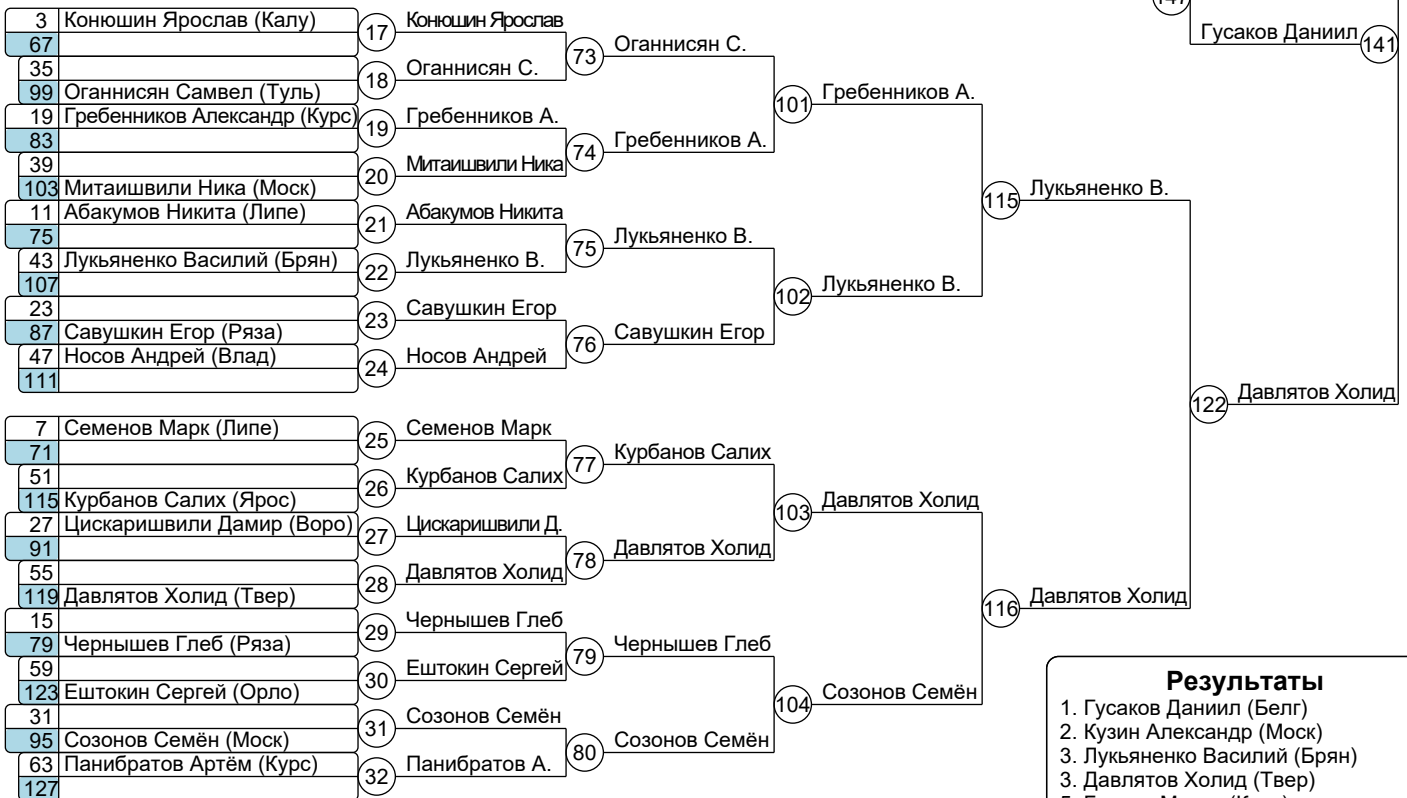 147
Гусаков Даниил
141
3 Конюшин Ярослав (Калу)
67
17
Конюшин Ярослав
35
99 Оганнисян Самвел (Туль)
18
Оганнисян С.
73
Оганнисян С.
19 Гребенников Александр (Курс)
83
19
Гребенников А.
39
103 Митаишвили Ника (Моск)
20
Митаишвили Ника
74
Гребенников А.
101
Гребенников А.
11 Абакумов Никита (Липе)
75
21
Абакумов Никита
43 Лукьяненко Василий (Брян)
107
22
Лукьяненко В.
75
Лукьяненко В.
23
87 Савушкин Егор (Ряза)
23
Савушкин Егор
47 Носов Андрей (Влад)
111
24
Носов Андрей
76
Савушкин Егор
102
Лукьяненко В.
115
Лукьяненко В.
7 Семенов Марк (Липе)
71
25
Семенов Марк
51
115 Курбанов Салих (Ярос)
26
Курбанов Салих
77
Курбанов Салих
27 Цискаришвили Дамир (Воро)
91
27
Цискаришвили Д.
55
119 Давлятов Холид (Твер)
28
Давлятов Холид
78
Давлятов Холид
103
Давлятов Холид
15
79 Чернышев Глеб (Ряза)
29
Чернышев Глеб
59
123 Ештокин Сергей (Орло)
30
Ештокин Сергей
79
Чернышев Глеб
31
95 Созонов Семён (Моск)
31
Созонов Семён
63 Панибратов Артём (Курс)
127
32
Панибратов А.
80
Созонов Семён
104
Созонов Семён
116
Давлятов Холид
122
Давлятов Холид
Результаты
1. Гусаков Даниил (Белг)
2. Кузин Александр (Моск)
3. Лукьяненко Василий (Брян)
3. Давлятов Холид (Твер)